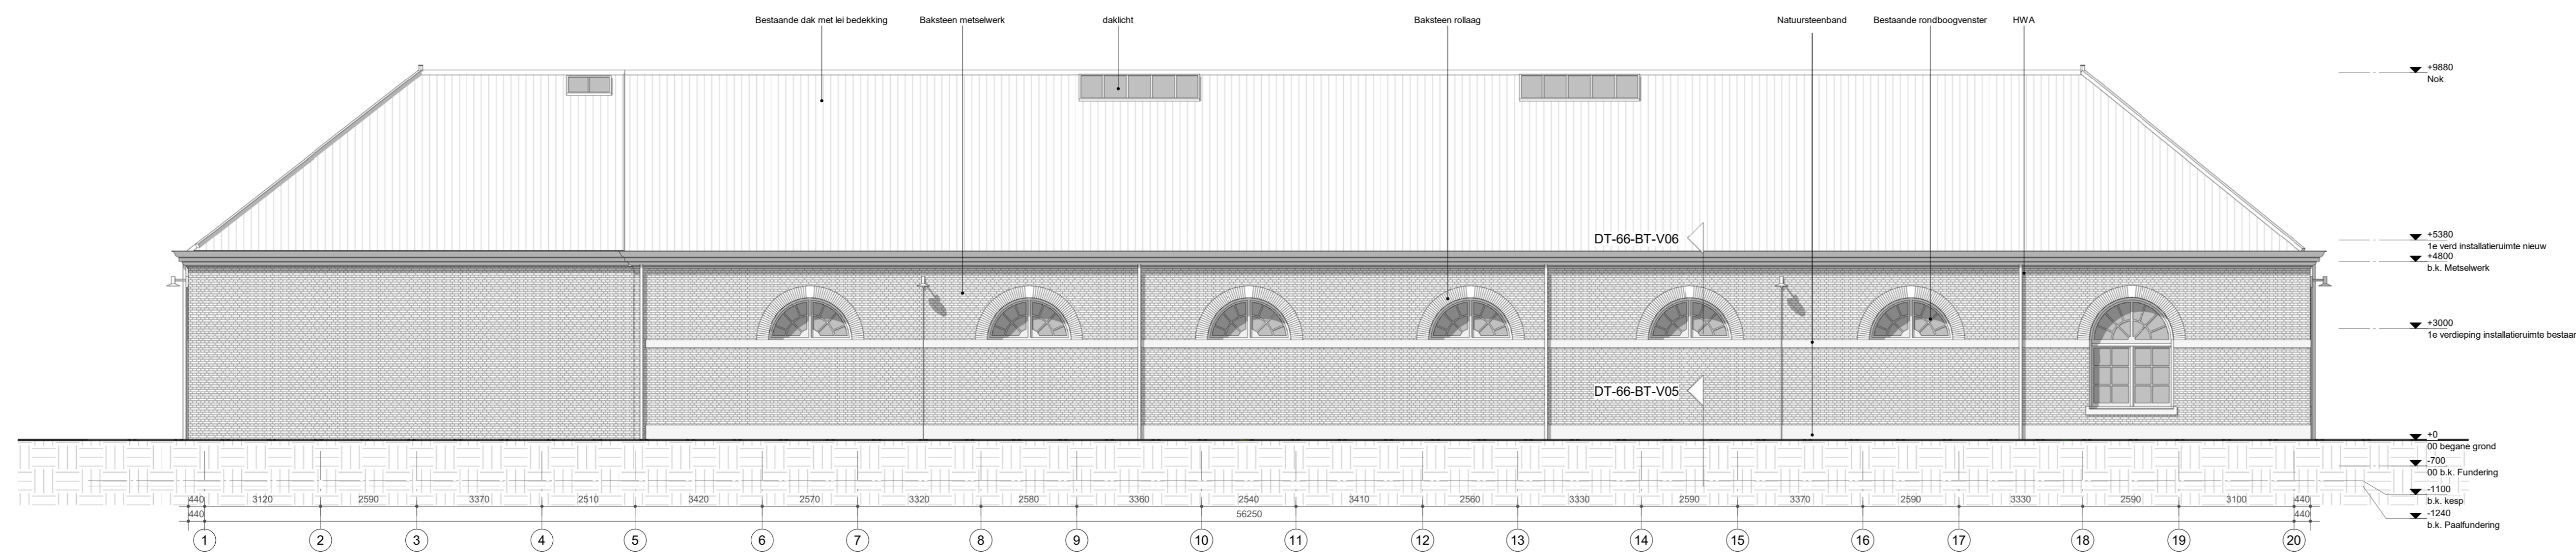 Bestaande dak met lei bedekking
Baksteen metselwerk
daklicht
Baksteen rollaag
Natuursteenband
Bestaande rondboogvenster
HWA
+9880
Nok
DT-66-BT-V06
+5380
1e verd installatieruimte nieuw
+4800
b.k. Metselwerk
+3000
1e verdieping installatieruimte bestaan
DT-66-BT-V05
+0
00 begane grond
-700
00 b.k. Fundering
-1100
b.k. kesp
-1240
b.k. Paalfundering
440 3120 2590 3370 2510 3420 2570 3320 2580 3360 2540 3410 2560 3330 2590 3370 2590 3330 2590 3100 440
440 56250 440
1 2 3 4 5 6 7 8 9 10 11 12 13 14 15 16 17 18 19 20